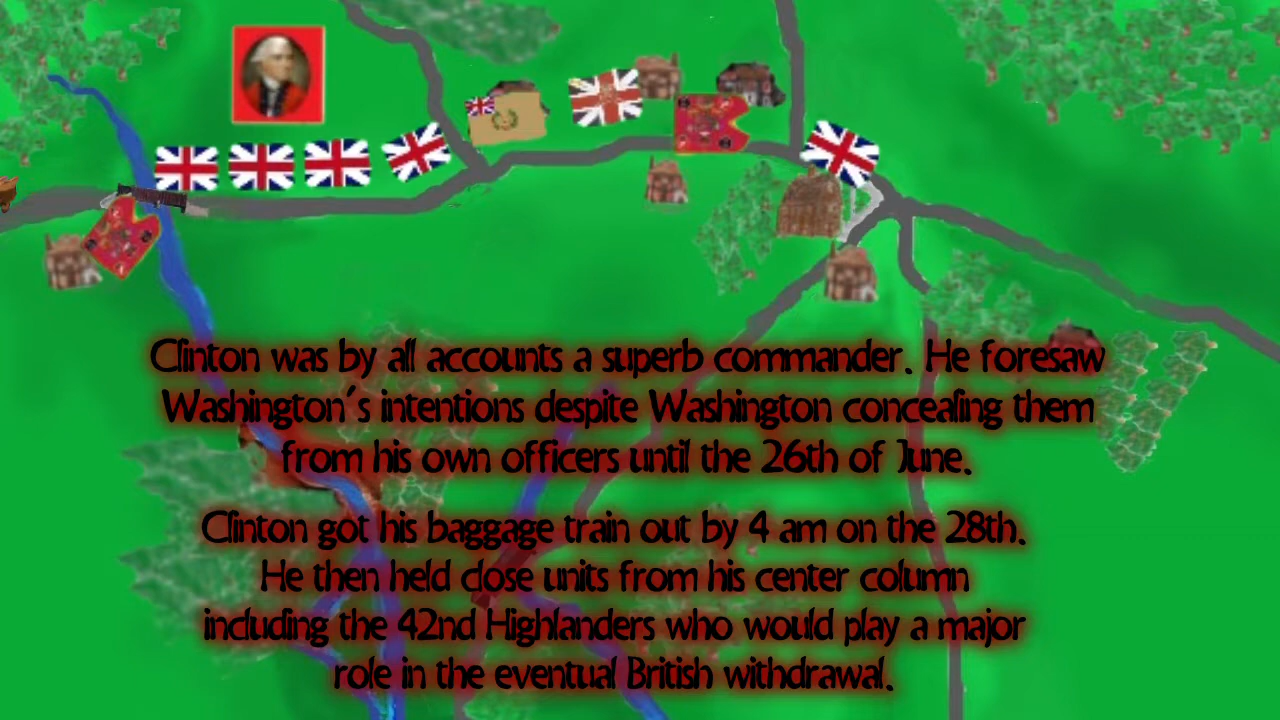 Clinton was by all accounts a superb commander. He foresaw
Washington's intentions despite Washington concealing them
from his own officers until the 26th of June.
Clinton got his baggage train out by 4 am on the 28th.
He then held close units from his center column
including the 42nd Highlanders who would play a major
role in the eventual British withdrawal.